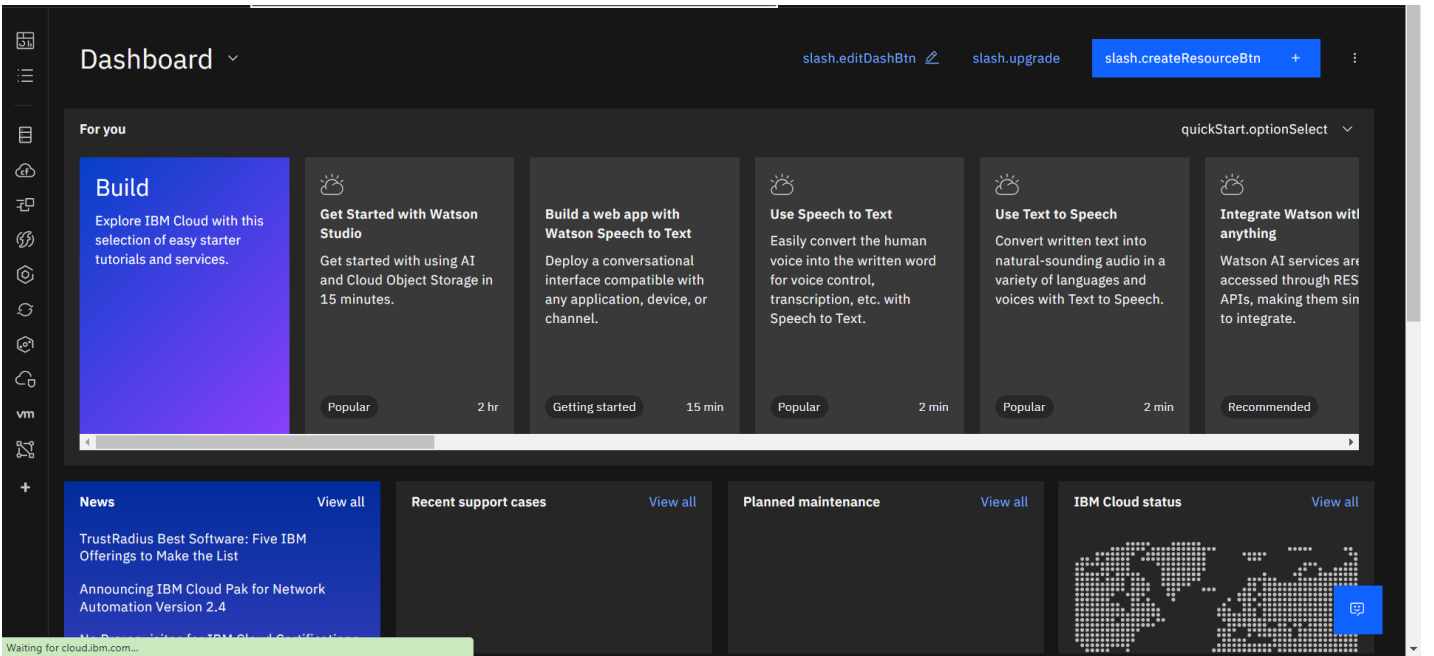 Dashboard
slash.editDashBtn
slash.upgrade
slash.createResourceBtn +
For you
quickStart.optionSelect
Build
Explore IBM Cloud with this
selection of easy starter
tutorials and services.
Get Started with Watson
Studio
Get started with using AI
and Cloud Object Storage in
15 minutes.
Popular
2 hr
Build a web app with
Watson Speech to Text
Deploy a conversational
interface compatible with
any application, device, or
channel.
Getting started
15 min
Use Speech to Text
Easily convert the human
voice into the written word
for voice control,
transcription, etc. with
Speech to Text.
Popular
2 min
Use Text to Speech
Convert written text into
natural-sounding audio in a
variety of languages and
voices with Text to Speech.
Popular
2 min
Integrate Watson with
anything
Watson AI services are
accessed through RES
APIs, making them sim
to integrate.
Recommended
vm
News
View all
TrustRadius Best Software: Five IBM
Offerings to Make the List
Announcing IBM Cloud Pak for Network
Automation Version 2.4
No Prerequisites for IBM Cloud Certifications
Recent support cases
View all
Planned maintenance
View all
IBM Cloud status
View all
Waiting for cloud.ibm.com...